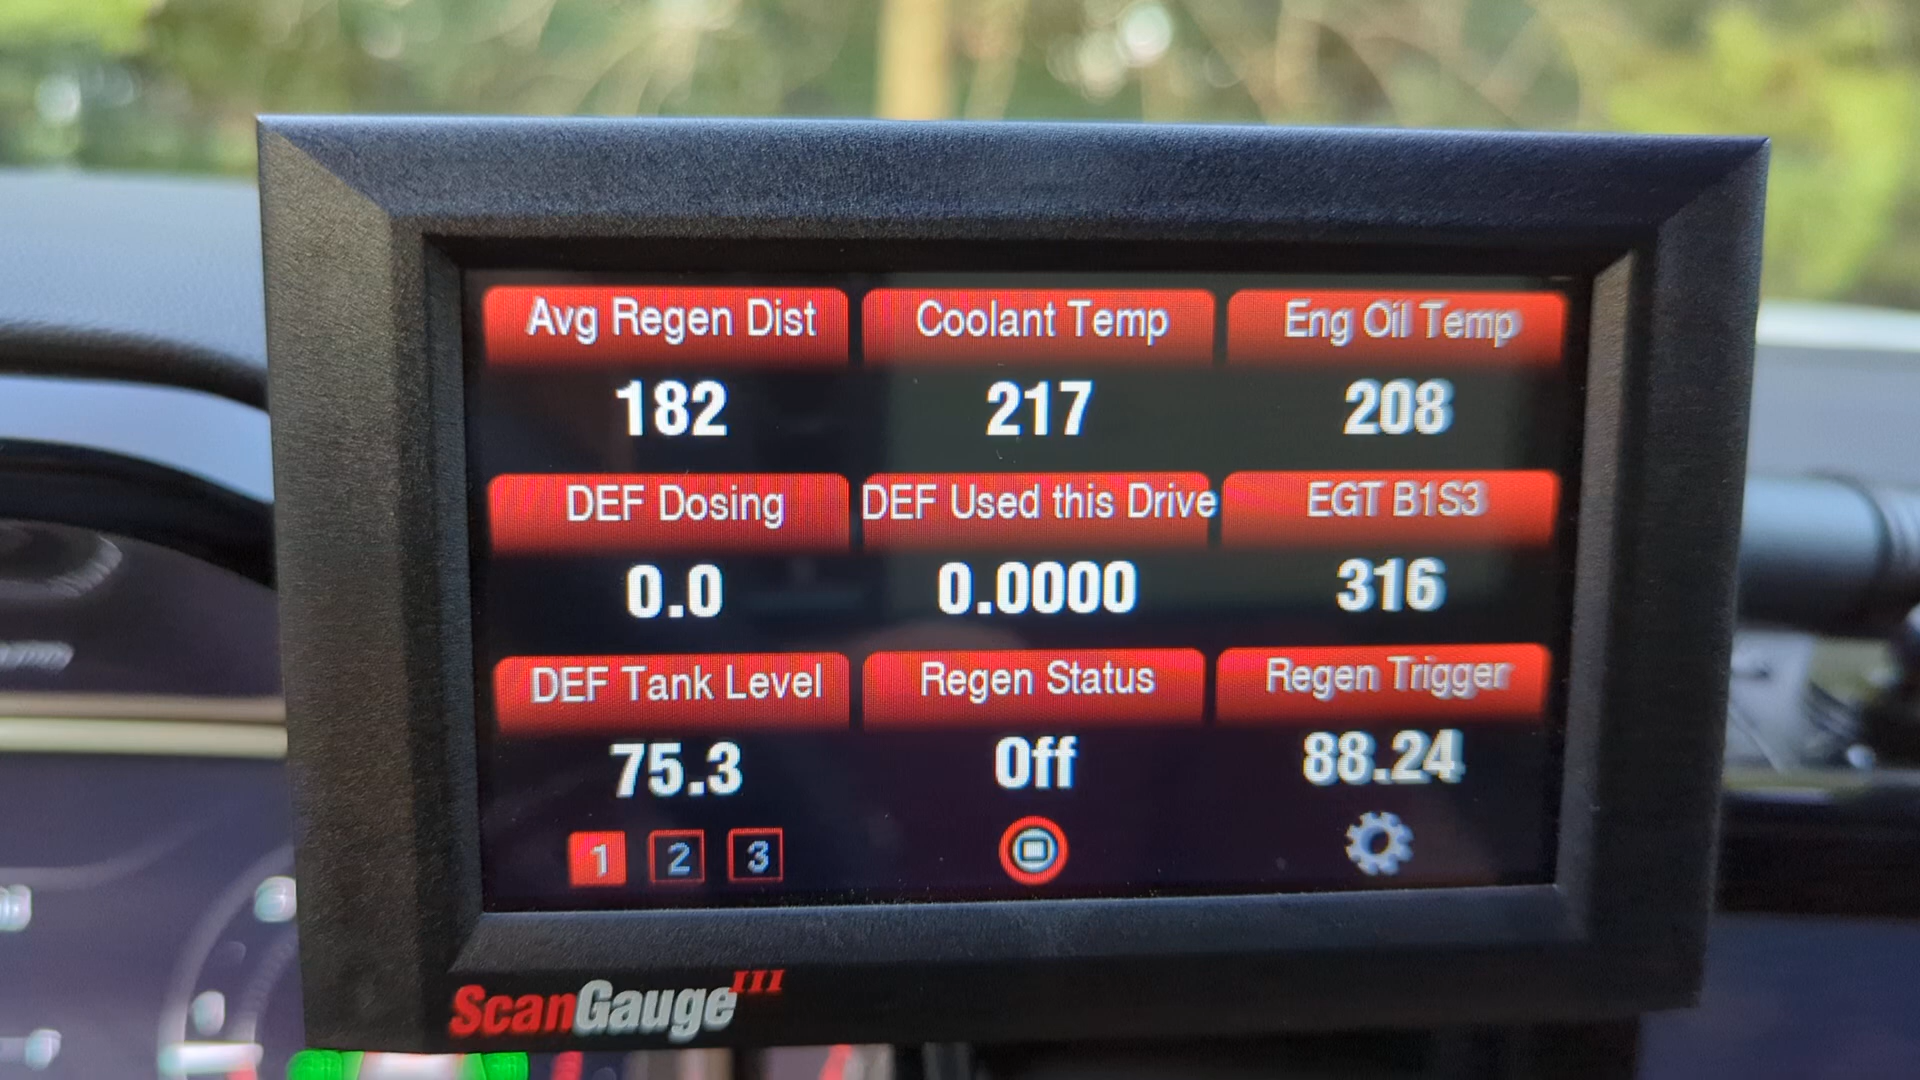 Avg Regen Dist
Coolant Temp
Eng Oil Temp
182
217
208
DEF Dosing
DEF Used this Drive
EGT B1S3
0.0
0.0000
316
DEF Tank Level
Regen Status
Regen Trigger
75.3
Off
88.24
1 2 3
ScanGauge III